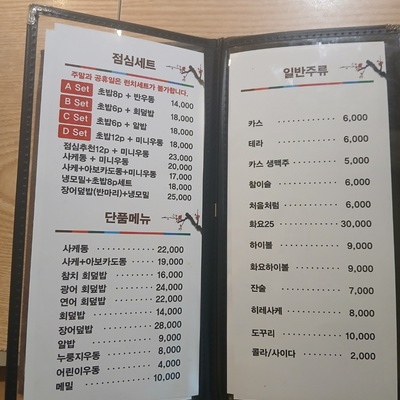 점심세트
주말과 공휴일은 런치세트가 불가합니다.
A Set 초밥8p + 반우동 14,000
B Set 초밥6p + 회덮밥 18,000
C Set 초밥6p + 알밥 18,000
D Set 초밥12p + 미니우동 18,000
점심추천12p + 미니우동 23,000
사케동 + 미니우동 20,000
사케+아보카도동+미니우동 17,000
냉모밀+초밥8p세트 18,000
장어덮밥(반마리)+냉모밀 25,000
단품메뉴
사케동 22,000
사케+아보카도동 19,000
참치 회덮밥 16,000
광어 회덮밥 24,000
연어 회덮밥 22,000
회덮밥 14,000
장어덮밥 28,000
알밥 9,000
누룽지우동 8,000
어린이우동 4,000
메밀 10,000
일반주류
카스 6,000
테라 6,000
카스 생맥주 5,000
참이슬 6,000
처음처럼 6,000
화요25 30,000
하이볼 9,000
화요하이볼 9,000
잔술 7,000
히레사케 8,000
도꾸리 10,000
콜라/사이다 2,000